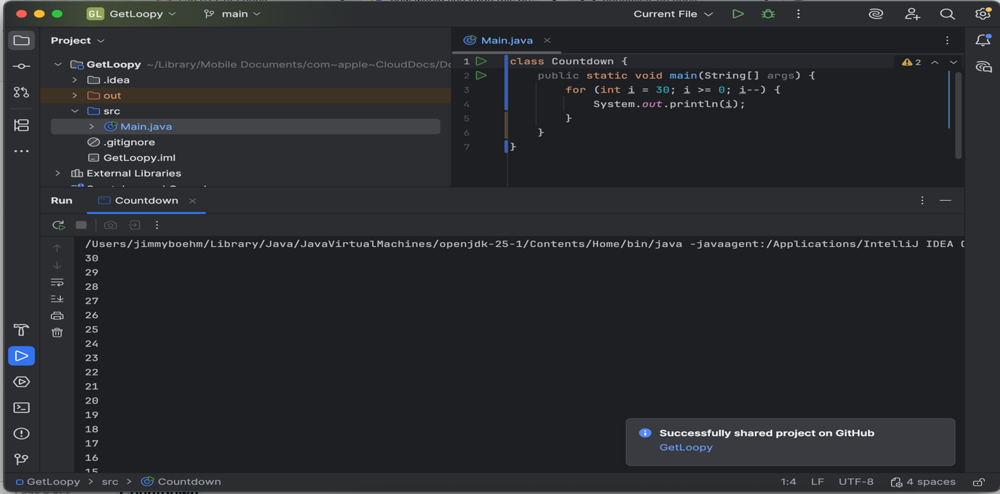 GL GetLoopy main Current File
Project
GetLoopy ~/Library/Mobile Documents/com~apple~CloudDocs/Dc
.idea
out
src
Main.java
.gitignore
GetLoopy.iml
External Libraries
Main.java
1 class Countdown {
2 public static void main(String[] args) {
3 for (int i = 30; i >= 0; i--) {
4 System.out.println(i);
5 }
6 }
7 }
2
Run Countdown
/Users/jimmyboehm/Library/Java/JavaVirtualMachines/openjdk-25-1/Contents/Home/bin/java -javaagent:/Applications/IntelliJ IDEA C
30
29
28
27
26
25
24
23
22
21
20
19
18
17
16
15
Successfully shared project on GitHub
GetLoopy
GetLoopy > src > Countdown 1:4 LF UTF-8 4 spaces